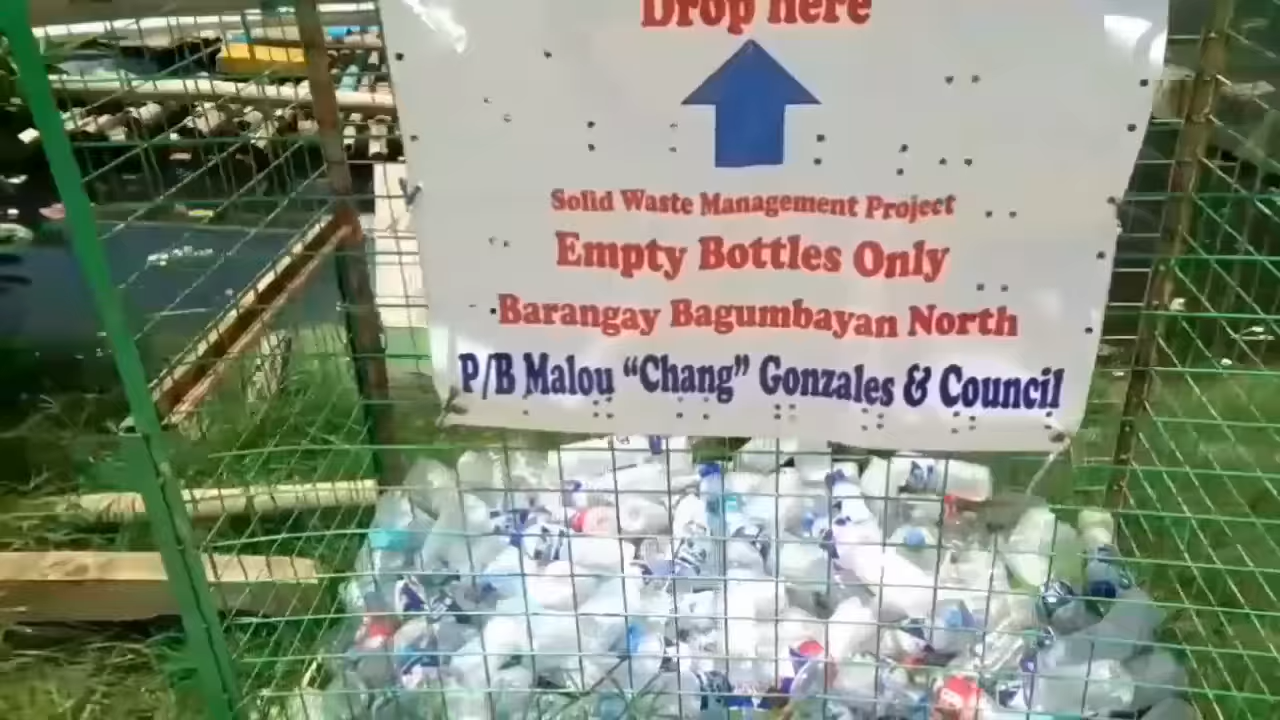 Drop here
Solid Waste Management Project
Empty Bottles Only
Barangay Bagumbayan North
P/B Malou “Chang” Gonzales & Council